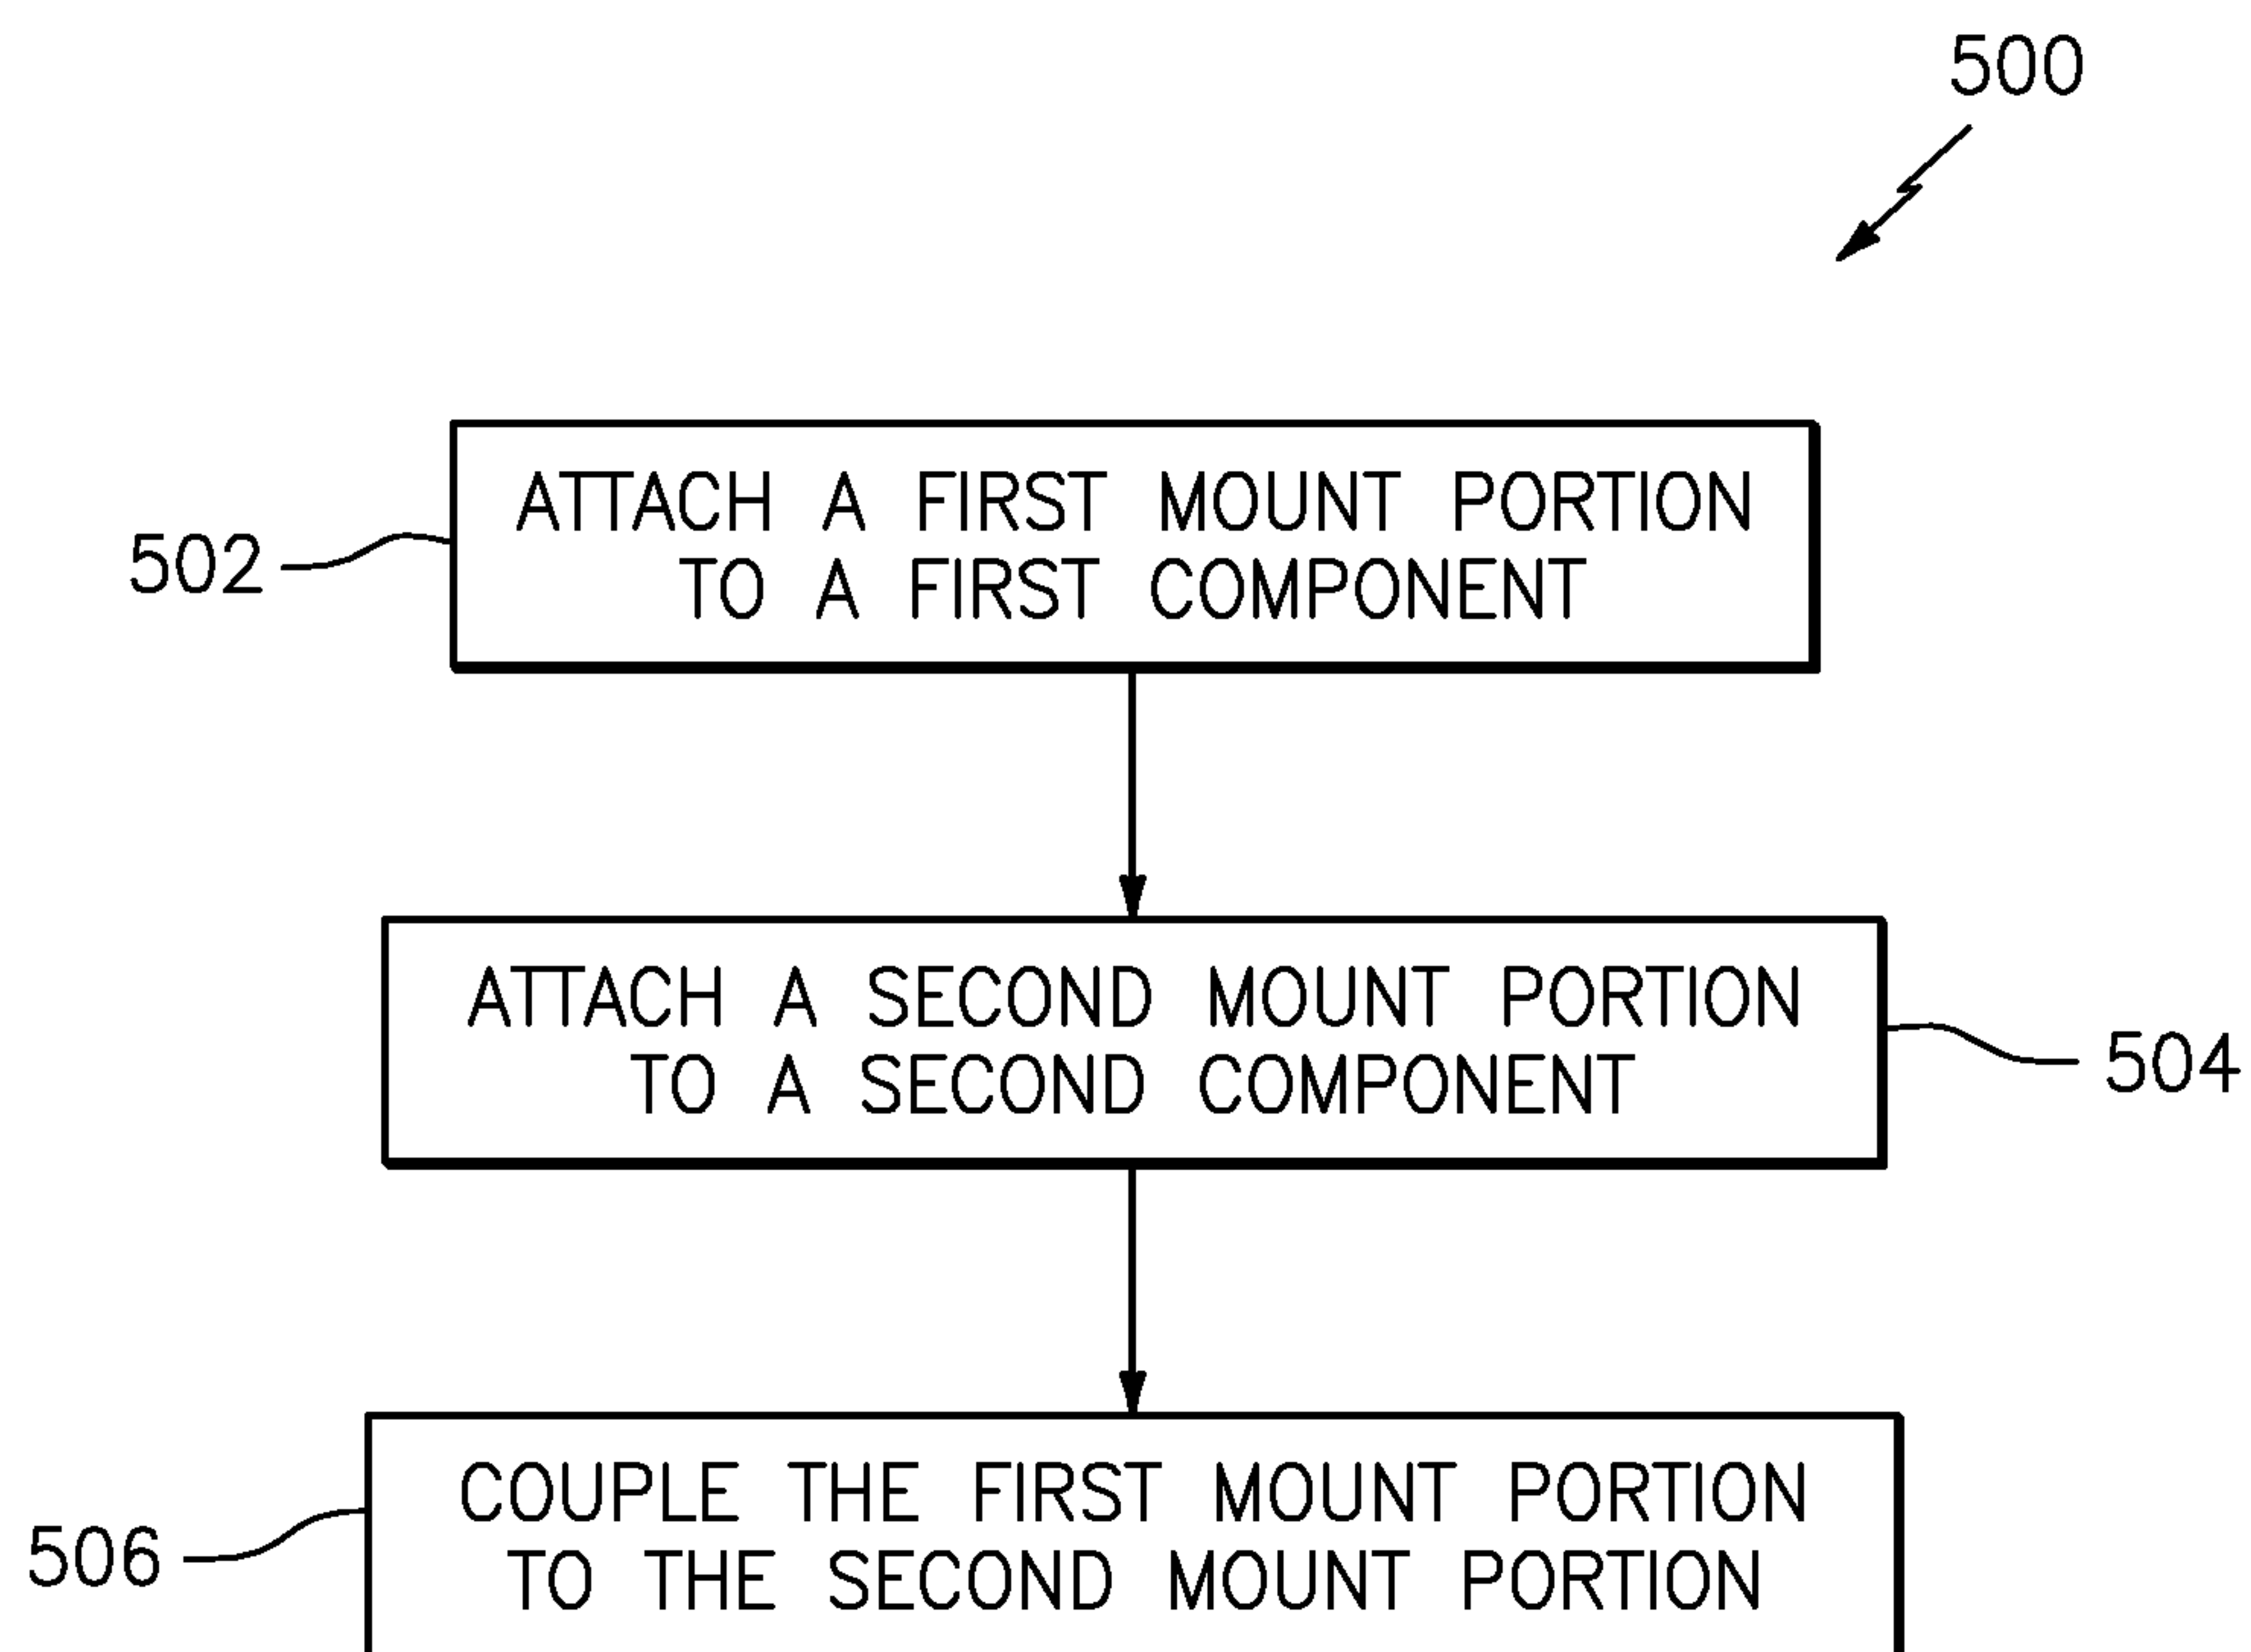 500
ATTACH A FIRST MOUNT PORTION
TO A FIRST COMPONENT
502
ATTACH A SECOND MOUNT PORTION
TO A SECOND COMPONENT
504
COUPLE THE FIRST MOUNT PORTION
TO THE SECOND MOUNT PORTION
506